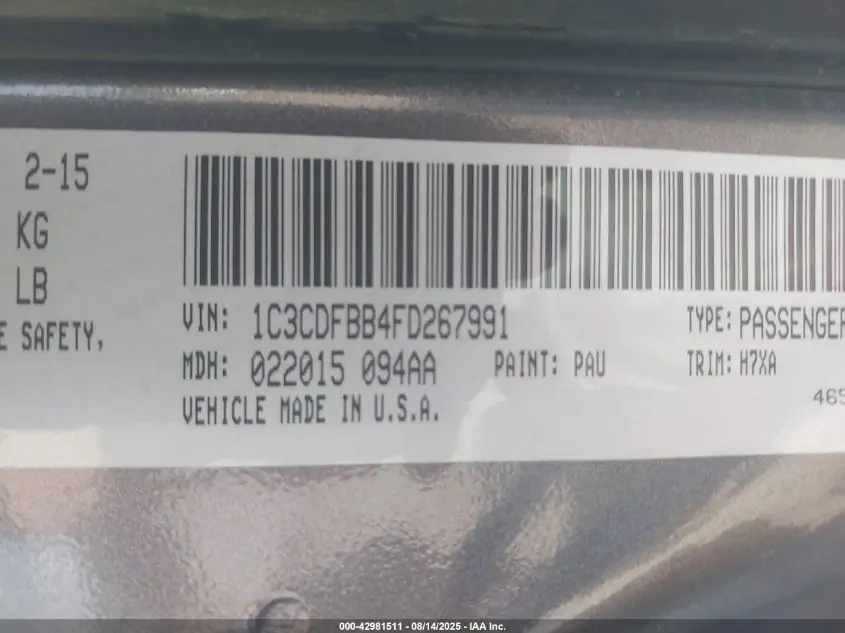 2-15
KG
LB
E SAFETY,
VIN: 1C3CDFBB4FD267991 TYPE: PASSENGER
MDH: 022015 094AA PAINT: PAU TRIM: H7XA
VEHICLE MADE IN U.S.A.
465
000-42981511 - 08/14/2025 - IAA Inc.